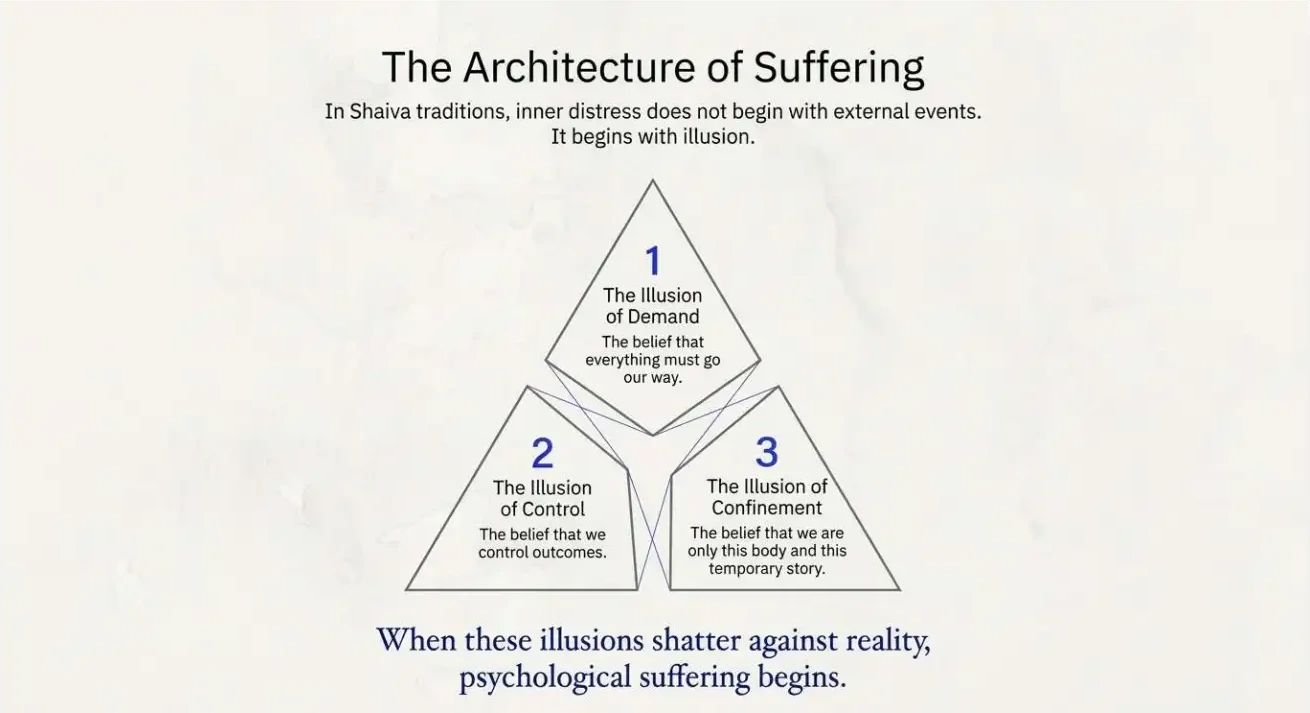 The Architecture of Suffering
In Shaiva traditions, inner distress does not begin with external events.
It begins with illusion.
1
The Illusion
of Demand
The belief that
everything must go
our way.
2
The Illusion
of Control
The belief that we
control outcomes.
3
The Illusion of
Confinement
The belief that we are
only this body and this
temporary story.
When these illusions shatter against reality,
psychological suffering begins.